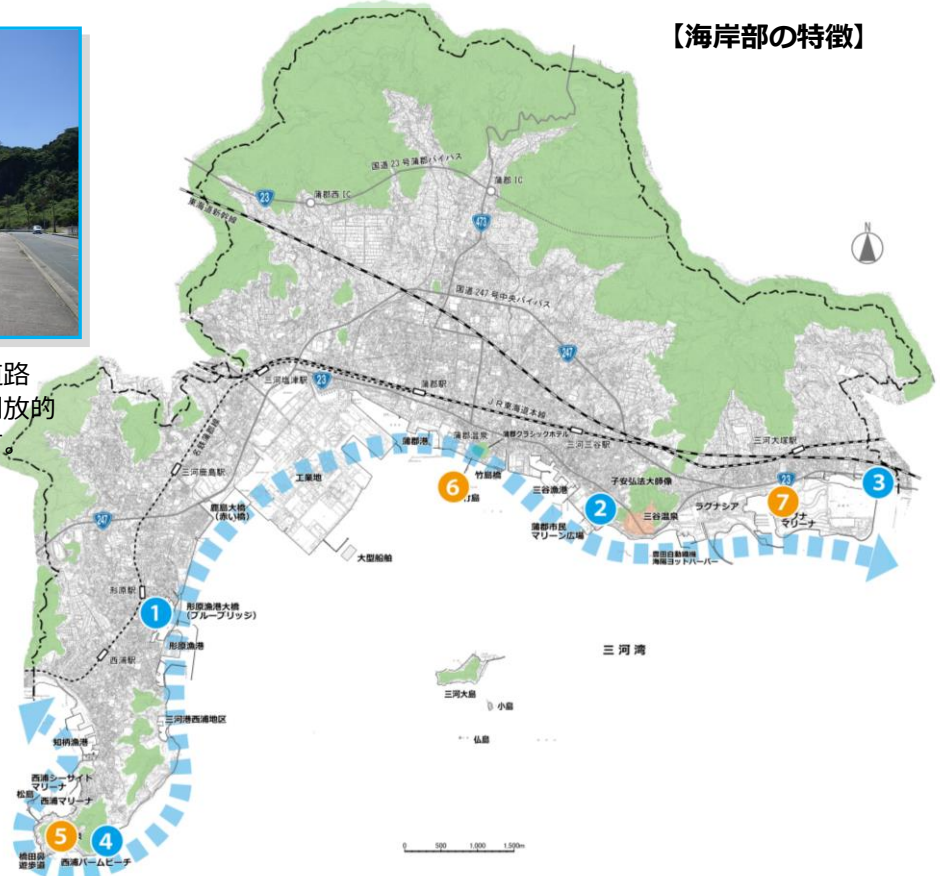 【海岸部の特徴】
国道23号蒲郡バイパス
蒲郡西IC
蒲郡IC
23
東海道新幹線
473
N
国道247号中央バイパス
247
道路
開放的
三河塩津駅
23
蒲郡駅
JR東海道本線
名鉄蒲郡線
三河鹿島駅
蒲郡港
蒲郡温泉
蒲郡クラシックホテル
三河三谷駅
三河大塚駅
工業地
竹島橋
6
竹島
三谷漁港
子安弘法大師像
2
ラグナシア
23
7
マリーナ
3
247
鹿島大橋
(赤い橋)
三谷温泉
蒲郡市民
マリーン広場
大型船舶
豊田自動織機
海陽ヨットハーバー
形原駅
1
形原漁港大橋
(ブルーブリッジ)
形原漁港
西浦駅
三河湾
三河大島
小島
三河港西浦地区
仏島
知柄漁港
西浦シーサイド
マリーナ
松島
西浦マリーナ
5
4
橋田鼻
遊歩道
西浦パームビーチ
0
500
1,000
1,500m